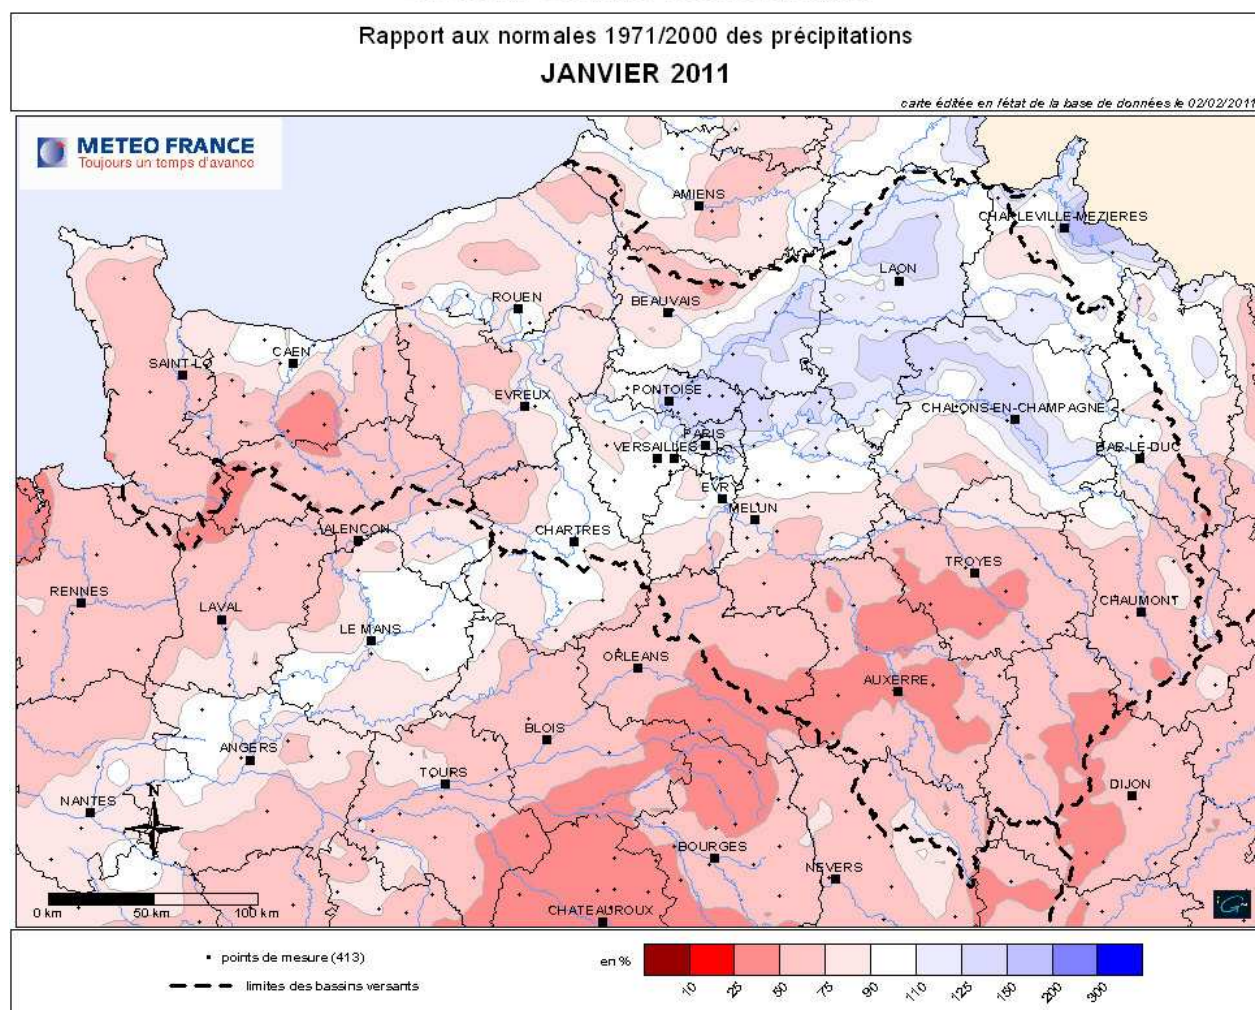 Rapport aux normales 1971/2000 des précipitations
JANVIER 2011
carte éditée en l'état de la base de données le 02/02/2011
METEO FRANCE
Toujours un temps d'avance
AMIENS
CHARLEVILLE-MEZIERES
LAON
ROUEN
BEAUVAIS
CAEN
SAINT-LO
PONTOISE
EVREUX
CHALONS-EN-CHAMPAGNE
PARIS
VERSAILLES
BAR-LE-DUC
EVRY
MELUN
ALENCON
CHARTRES
TROYES
RENNES
LAVAL
CHAUMONT
LE MANS
ORLEANS
AUXERRE
BLOIS
ANGERS
TOURS
DIJON
NANTES
N
BOURGES
NEVERS
CHATEAUROUX
0 km 50 km 100 km
points de mesure (413)
limites des bassins versants
en %
10 25 50 75 90 110 125 150 200 300